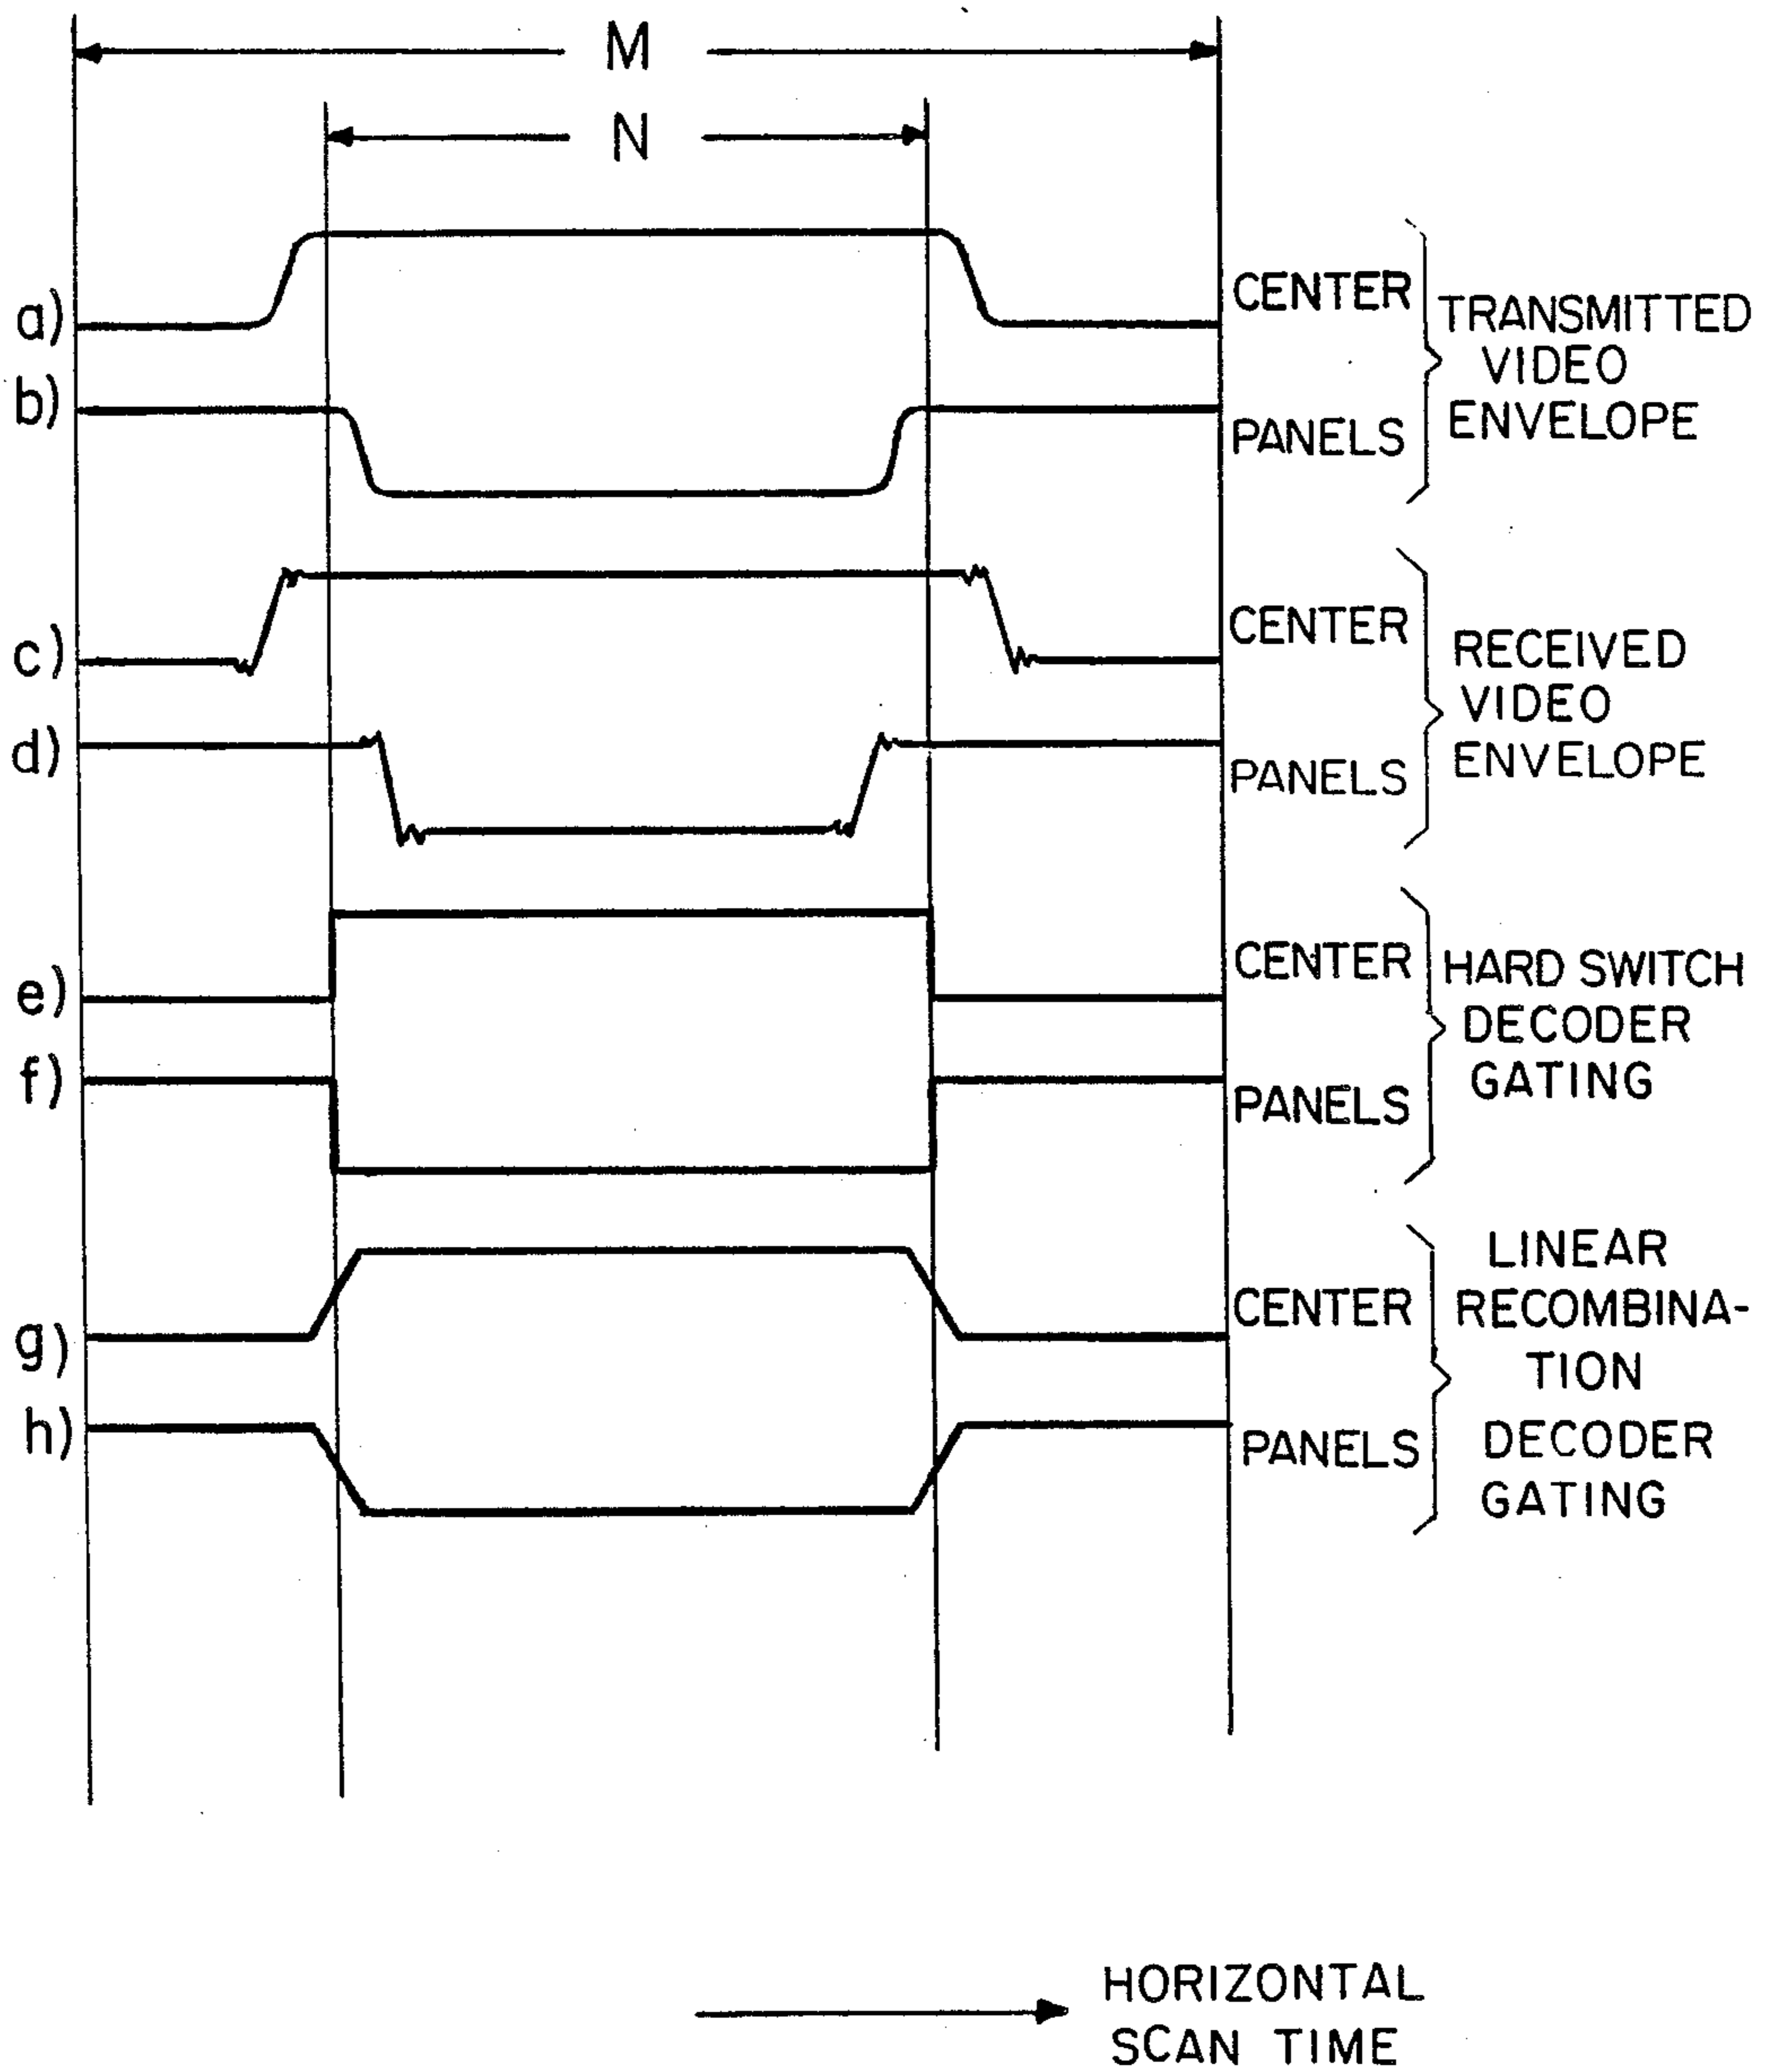 M
N
a)
CENTER
TRANSMITTED
VIDEO
ENVELOPE
b)
PANELS
c)
CENTER
RECEIVED
VIDEO
ENVELOPE
d)
PANELS
e)
CENTER
HARD SWITCH
DECODER
GATING
f)
PANELS
g)
CENTER
LINEAR
RECOMBINA-
TION
DECODER
GATING
h)
PANELS
HORIZONTAL
SCAN TIME